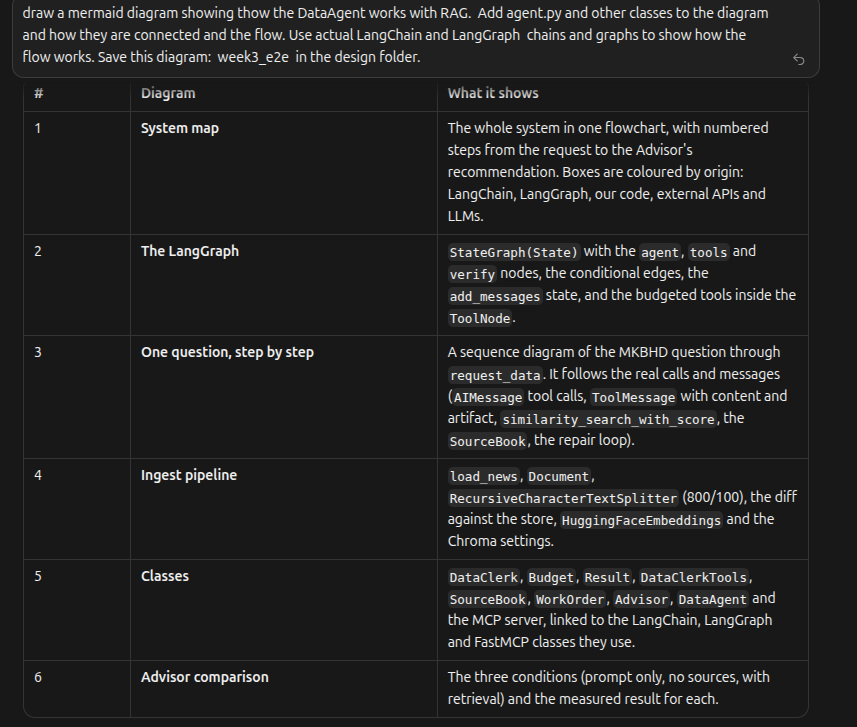 draw a mermaid diagram showing thow the DataAgent works with RAG.  Add agent.py and other classes to the diagram
and how they are connected and the flow. Use actual LangChain and LangGraph  chains and graphs to show how the
flow works. Save this diagram:  week3_e2e  in the design folder.
# Diagram What it shows
1 System map The whole system in one flowchart, with numbered
steps from the request to the Advisor's
recommendation. Boxes are coloured by origin:
LangChain, LangGraph, our code, external APIs and
LLMs.
2 The LangGraph StateGraph(State) with the agent, tools and
verify nodes, the conditional edges, the
add_messages state, and the budgeted tools inside the
ToolNode.
3 One question, step by step A sequence diagram of the MKBHD question through
request_data. It follows the real calls and messages
(AIMessage tool calls, ToolMessage with content and
artifact, similarity_search_with_score, the
SourceBook, the repair loop).
4 Ingest pipeline load_news, Document,
RecursiveCharacterTextSplitter (800/100), the diff
against the store, HuggingFaceEmbeddings and the
Chroma settings.
5 Classes DataClerk, Budget, Result, DataClerkTools,
SourceBook, WorkOrder, Advisor, DataAgent and
the MCP server, linked to the LangChain, LangGraph
and FastMCP classes they use.
6 Advisor comparison The three conditions (prompt only, no sources, with
retrieval) and the measured result for each.